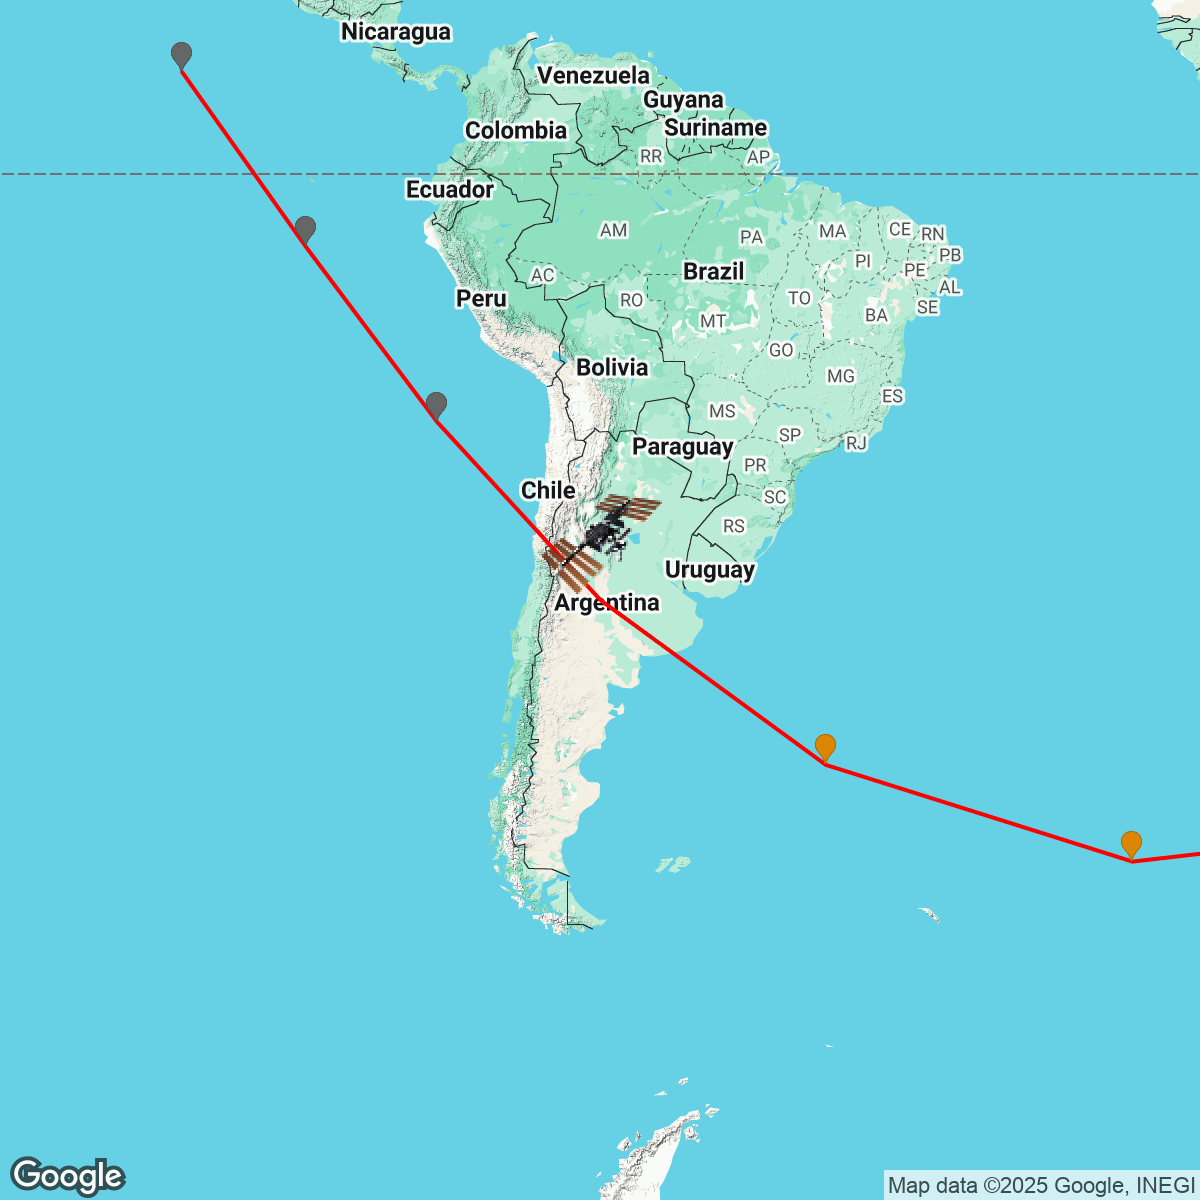 Nicaragua
Venezuela
Guyana
Suriname
Colombia
RR
AP
Ecuador
AM
PA
MA
CE
RN
PI
PB
PE
AC
Brazil
AL
Peru
RO
TO
SE
BA
MT
GO
Bolivia
MG
ES
MS
SP
RJ
Paraguay
PR
Chile
SC
RS
Uruguay
Argentina
Google
Map data ©2025 Google, INEGI